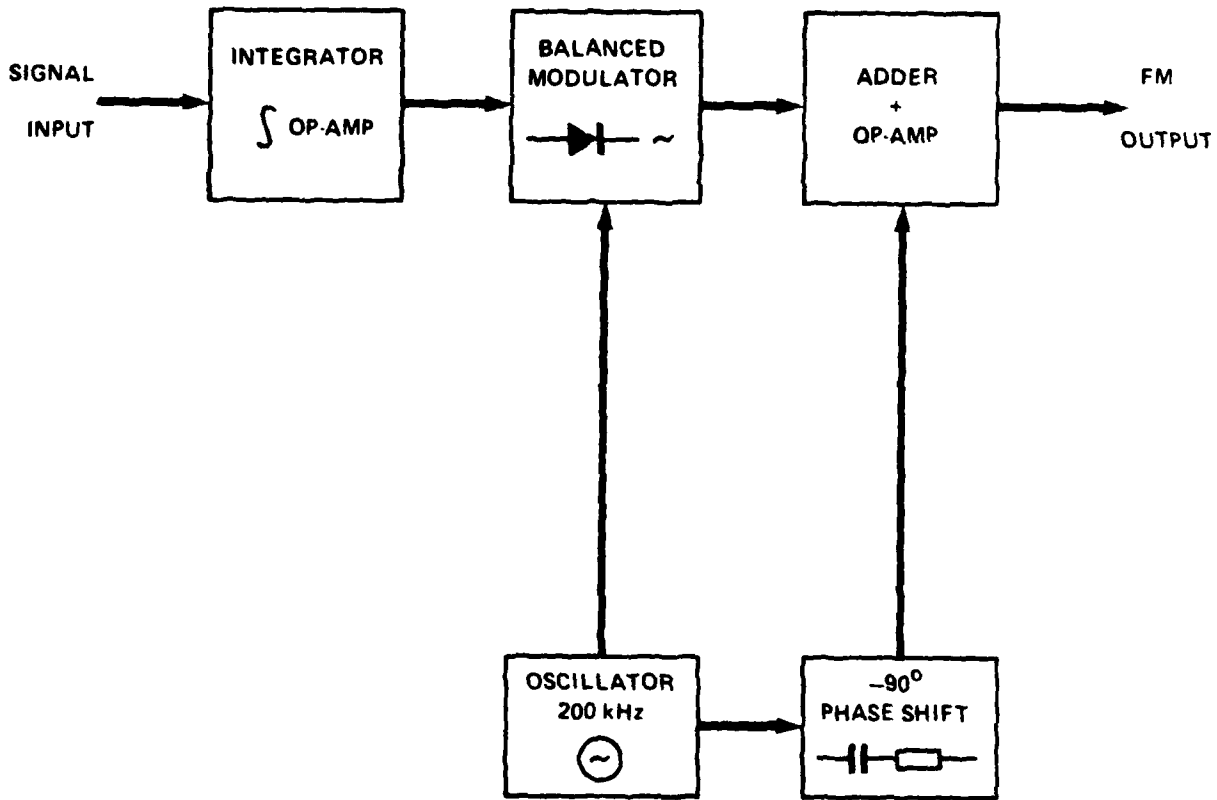 SIGNAL
INPUT
INTEGRATOR
∫ OP-AMP
BALANCED
MODULATOR
~
ADDER
+
OP-AMP
FM
OUTPUT
OSCILLATOR
200 kHz
~
–90°
PHASE SHIFT